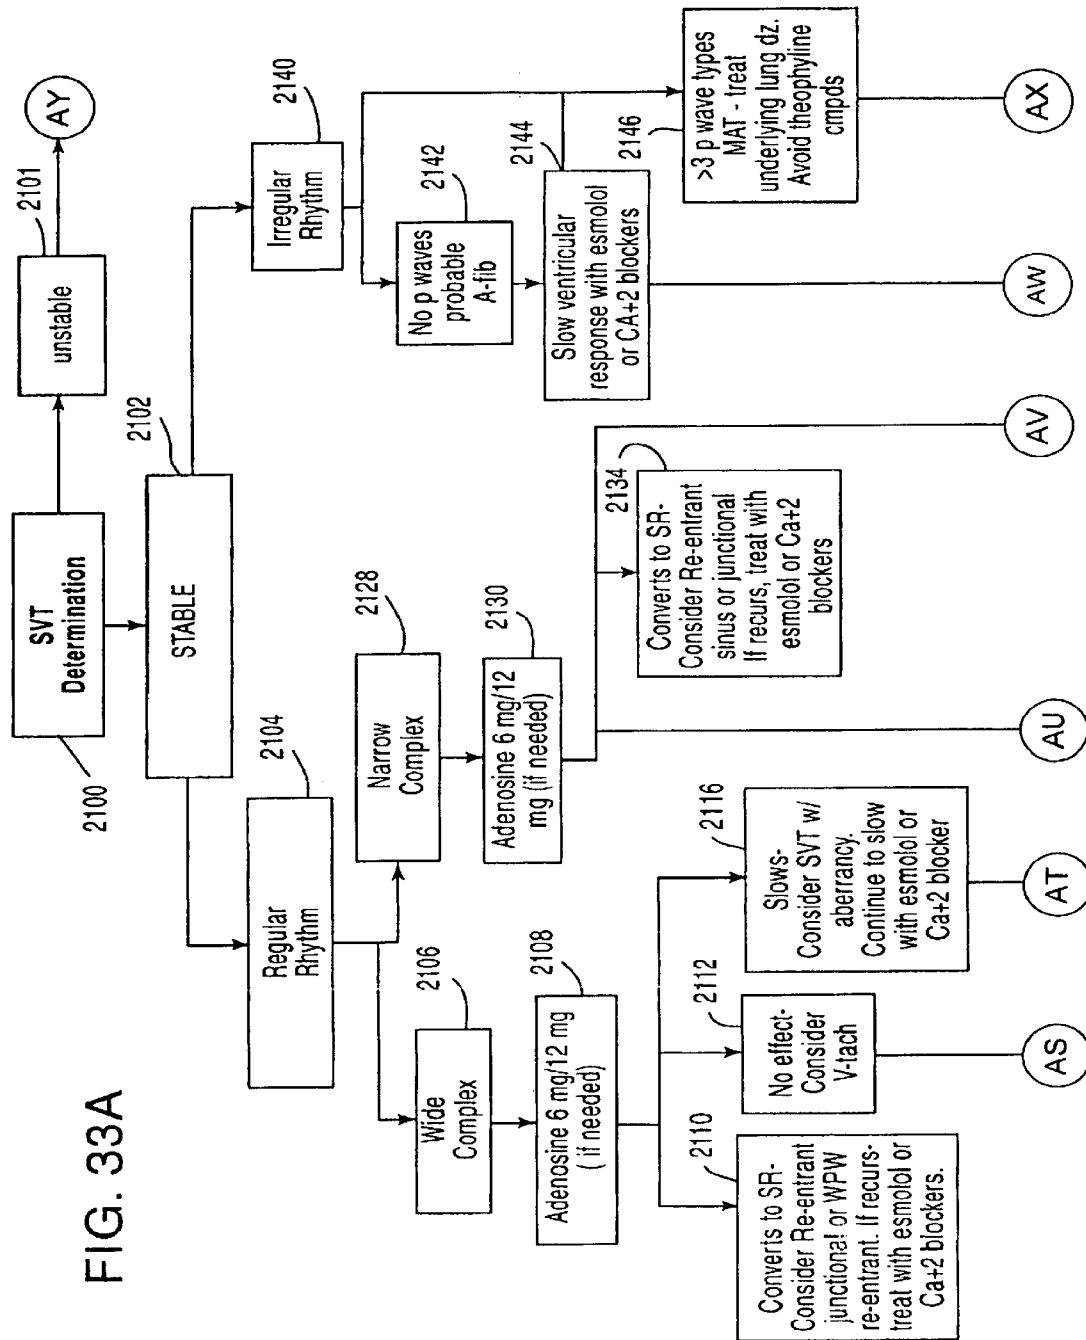 FIG. 33A
SVT
Determination
2100
unstable
2101
AY
STABLE
2102
Regular
Rhythm
2104
Wide
Complex
2106
Adenosine 6 mg/12 mg
( if needed)
2108
Converts to SR-
Consider Re-entrant
junctional or WPW
re-entrant. If recurs-
treat with esmolol or
Ca+2 blockers.
2110
No effect-
Consider
V-tach
2112
AS
Slows-
Consider SVT w/
aberrancy.
Continue to slow
with esmolol or
Ca+2 blocker
2116
AT
Narrow
Complex
2128
Adenosine 6 mg/12
mg (if needed)
2130
AU
Converts to SR-
Consider Re-entrant
sinus or junctional
If recurs, treat with
esmolol or Ca+2
blockers
2134
AV
Irregular
Rhythm
2140
No p waves
probable
A-fib
2142
Slow ventricular
response with esmolol
or CA+2 blockers
2144
AW
>3 p wave types
MAT - treat
underlying lung dz.
Avoid theophyline
cmpds
2146
AX